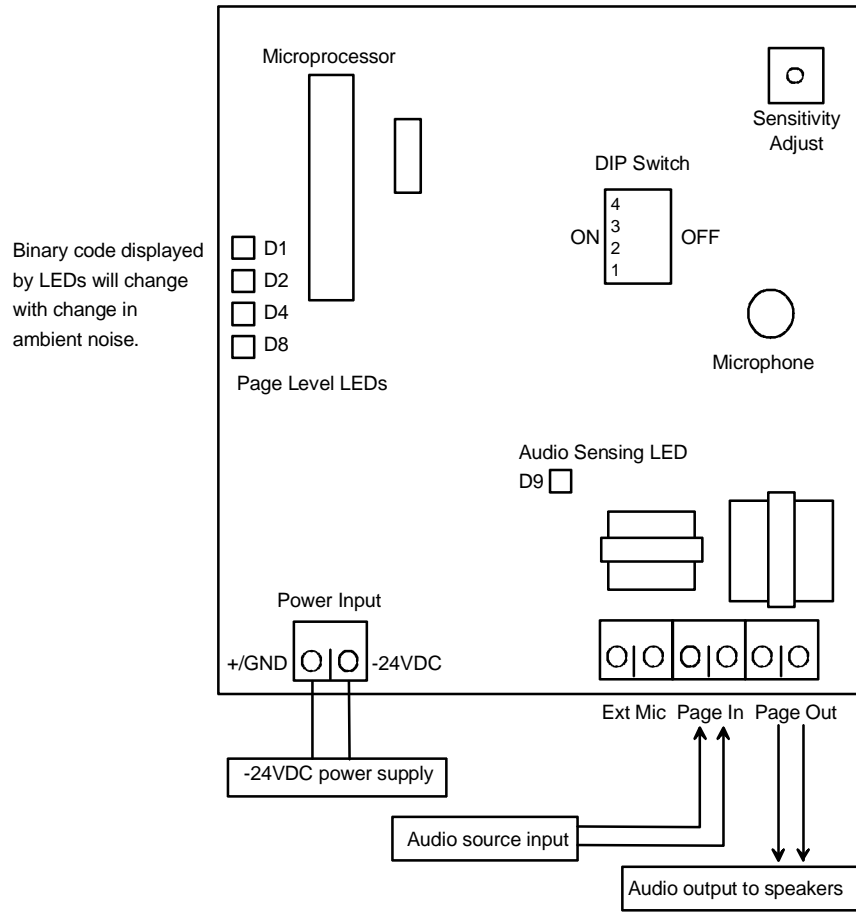 Microprocessor
Sensitivity
Adjust
DIP Switch
4
3
ON
OFF
2
1
Binary code displayed
by LEDs will change
with change in
ambient noise.
D1
D2
D4
D8
Page Level LEDs
Microphone
Audio Sensing LED
D9
Power Input
+/GND
-24VDC
Ext Mic
Page In
Page Out
-24VDC power supply
Audio source input
Audio output to speakers